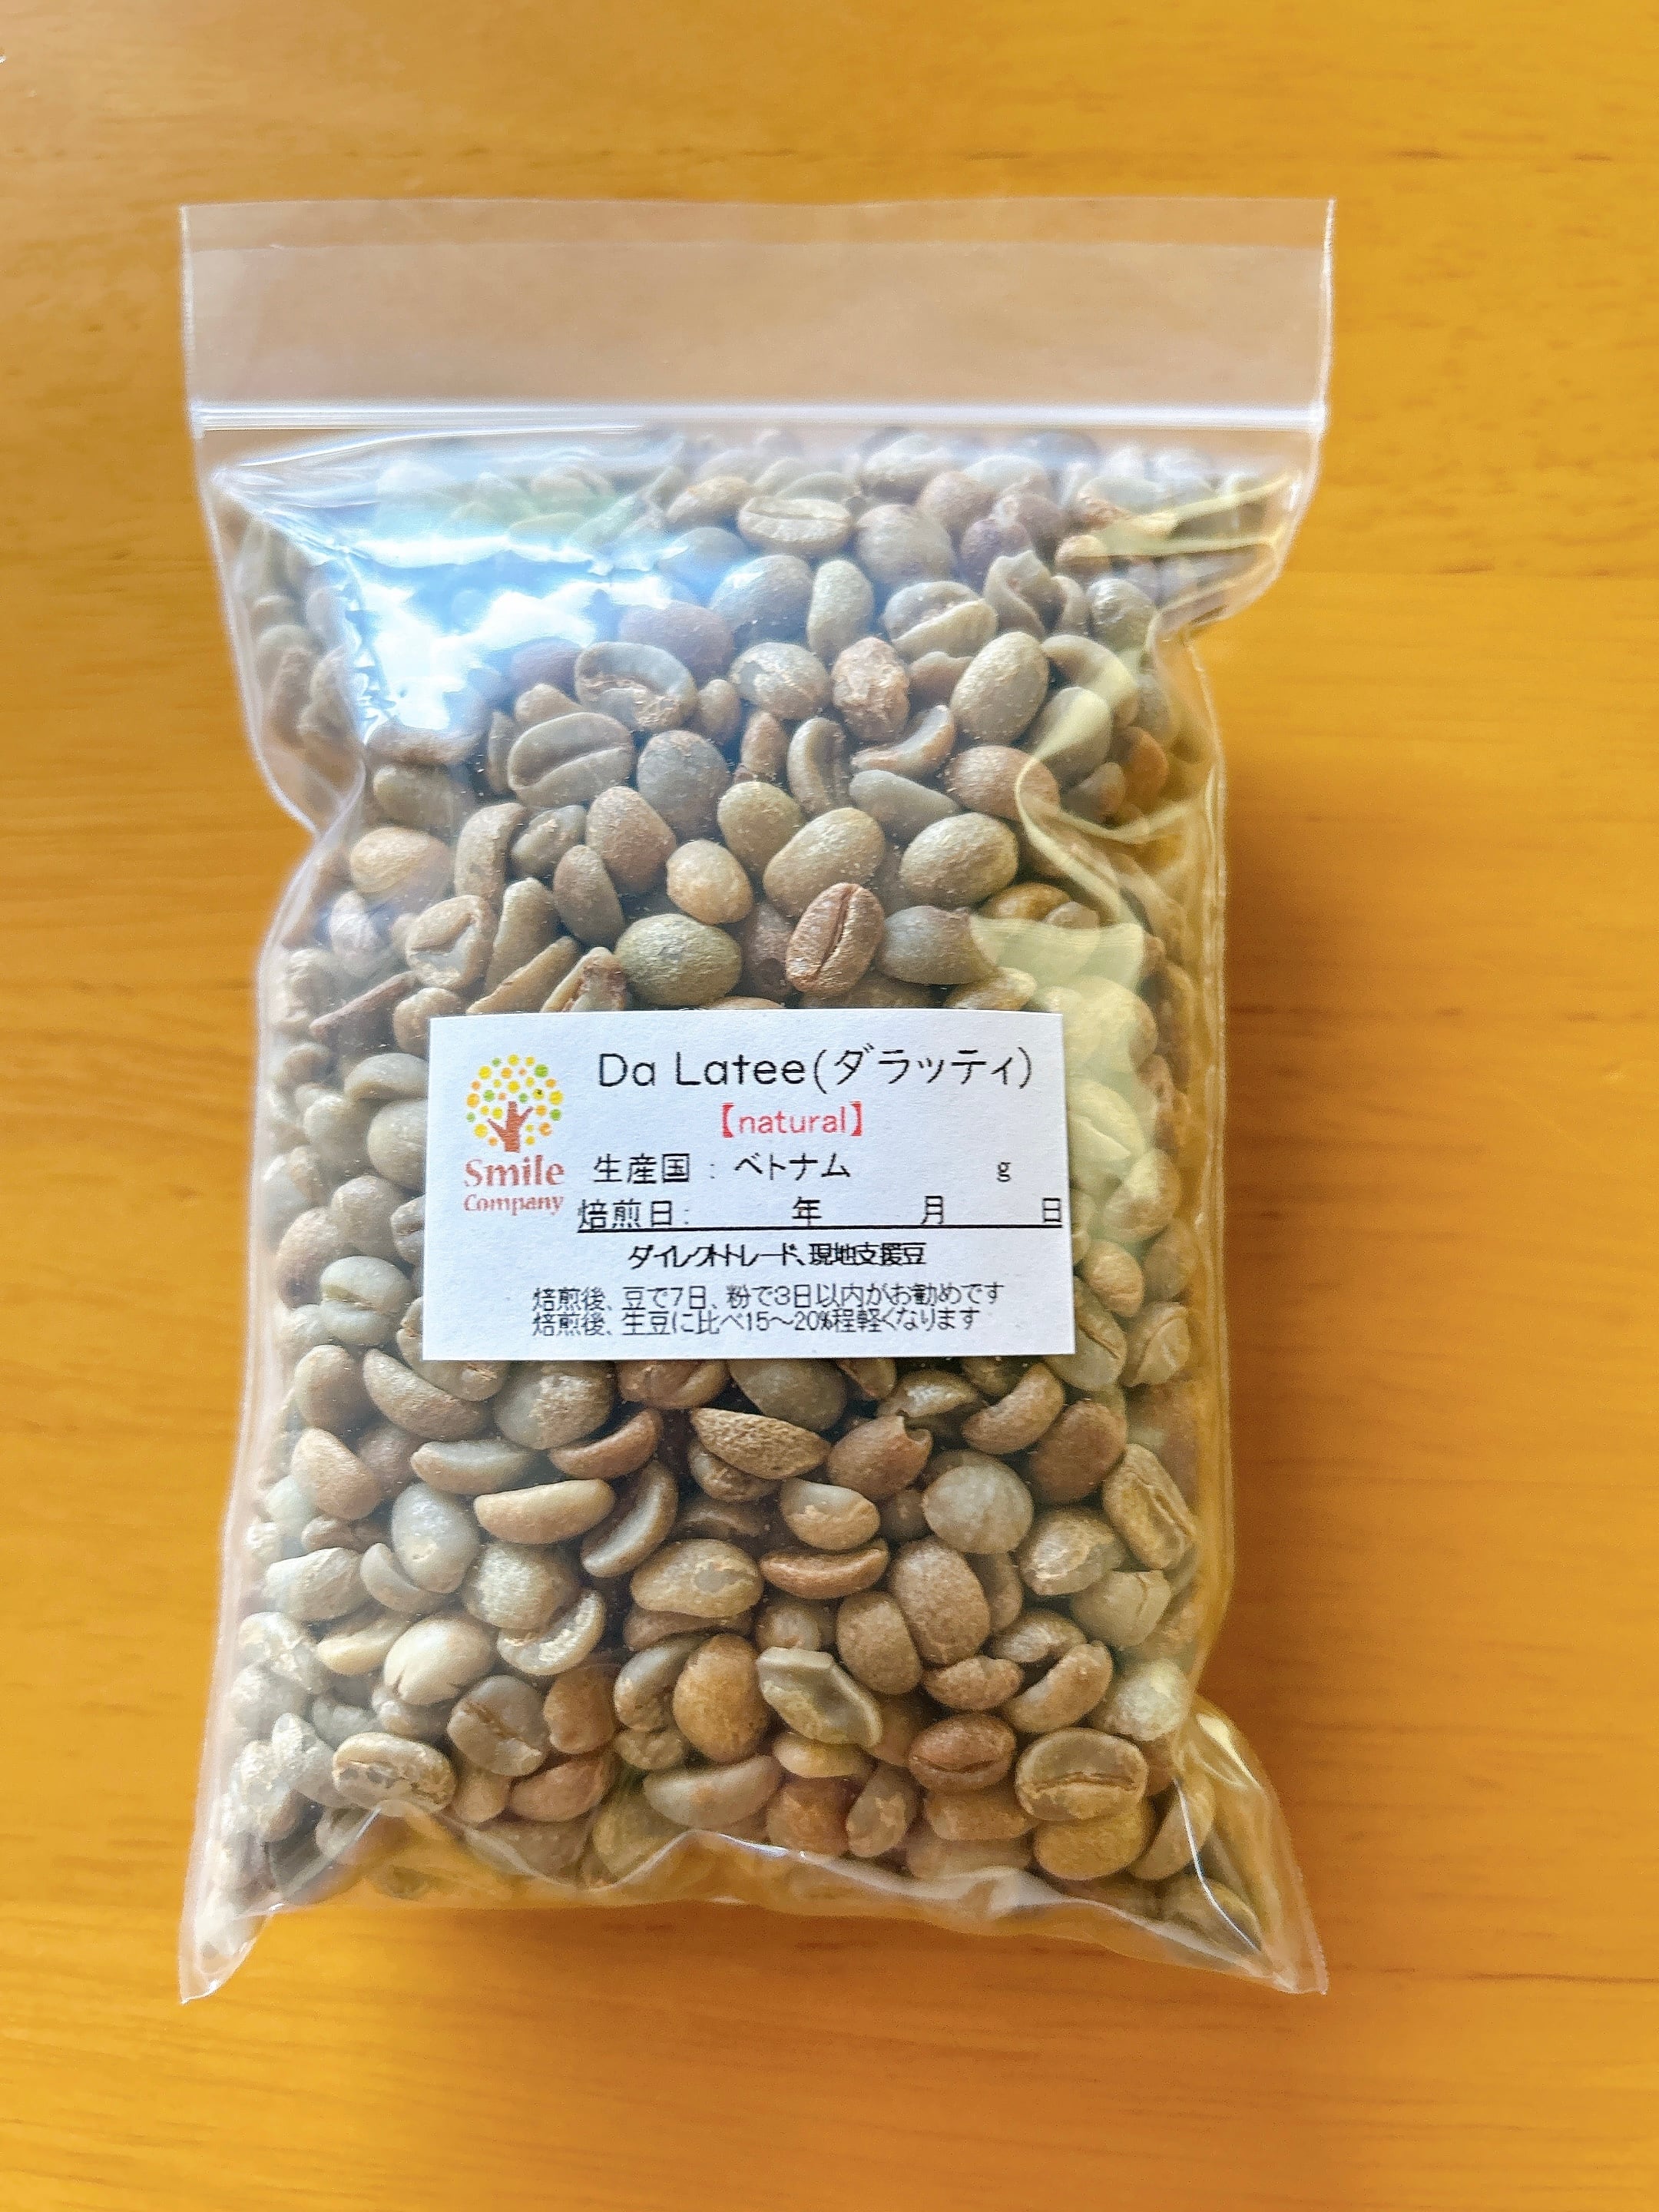 Da Latee(ダラッティ)
【natural】
Smile
Company
生産国：ベトナム g
焙煎日: 年 月 日
ダイレクトトレード、現地支援豆
焙煎後、豆で7日、粉で3日以内がお勧めです
焙煎後、生豆に比べ15～20%程軽くなります